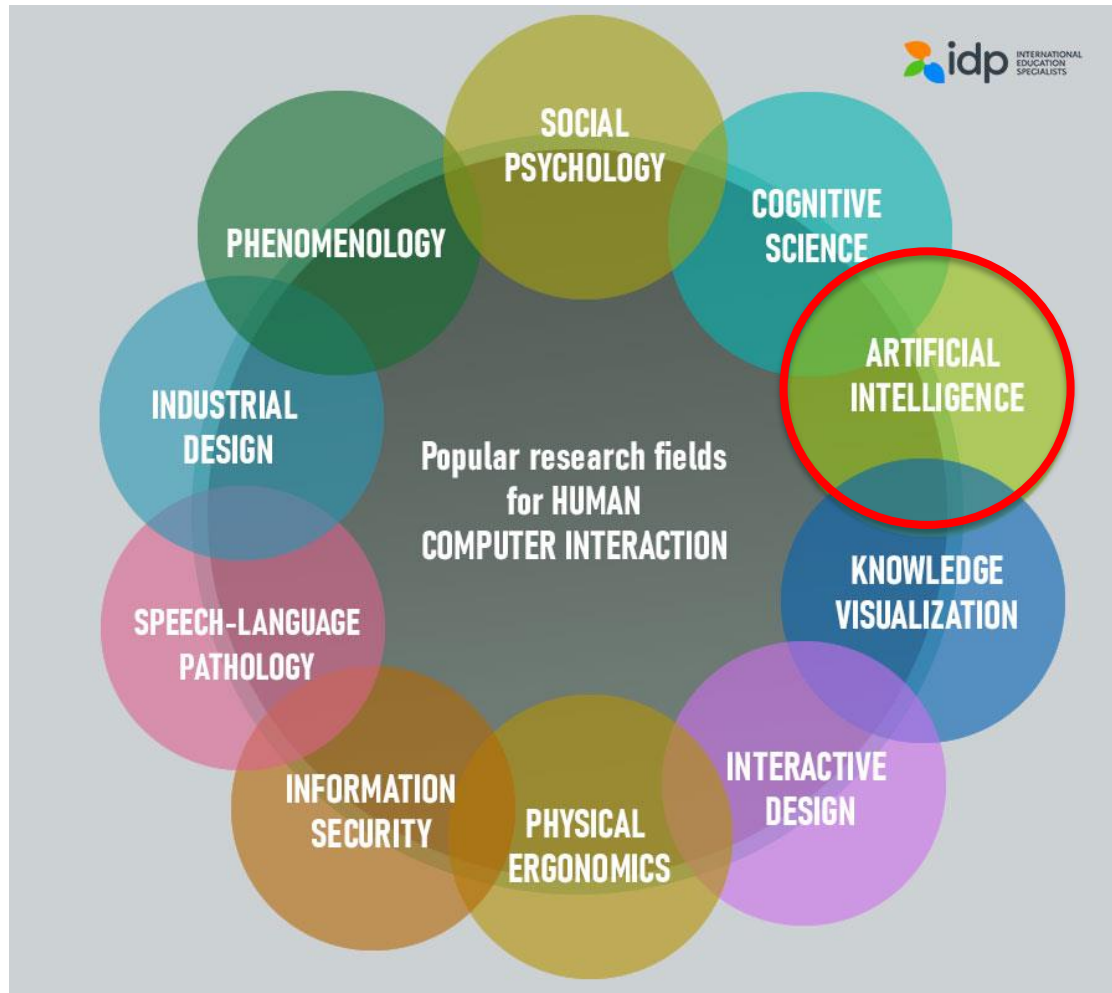 idp INTERNATIONAL
EDUCATION
SPECIALISTS
SOCIAL
PSYCHOLOGY
COGNITIVE
SCIENCE
ARTIFICIAL
INTELLIGENCE
KNOWLEDGE
VISUALIZATION
INTERACTIVE
DESIGN
PHYSICAL
ERGONOMICS
INFORMATION
SECURITY
SPEECH-LANGUAGE
PATHOLOGY
INDUSTRIAL
DESIGN
PHENOMENOLOGY
Popular research fields
for HUMAN
COMPUTER INTERACTION